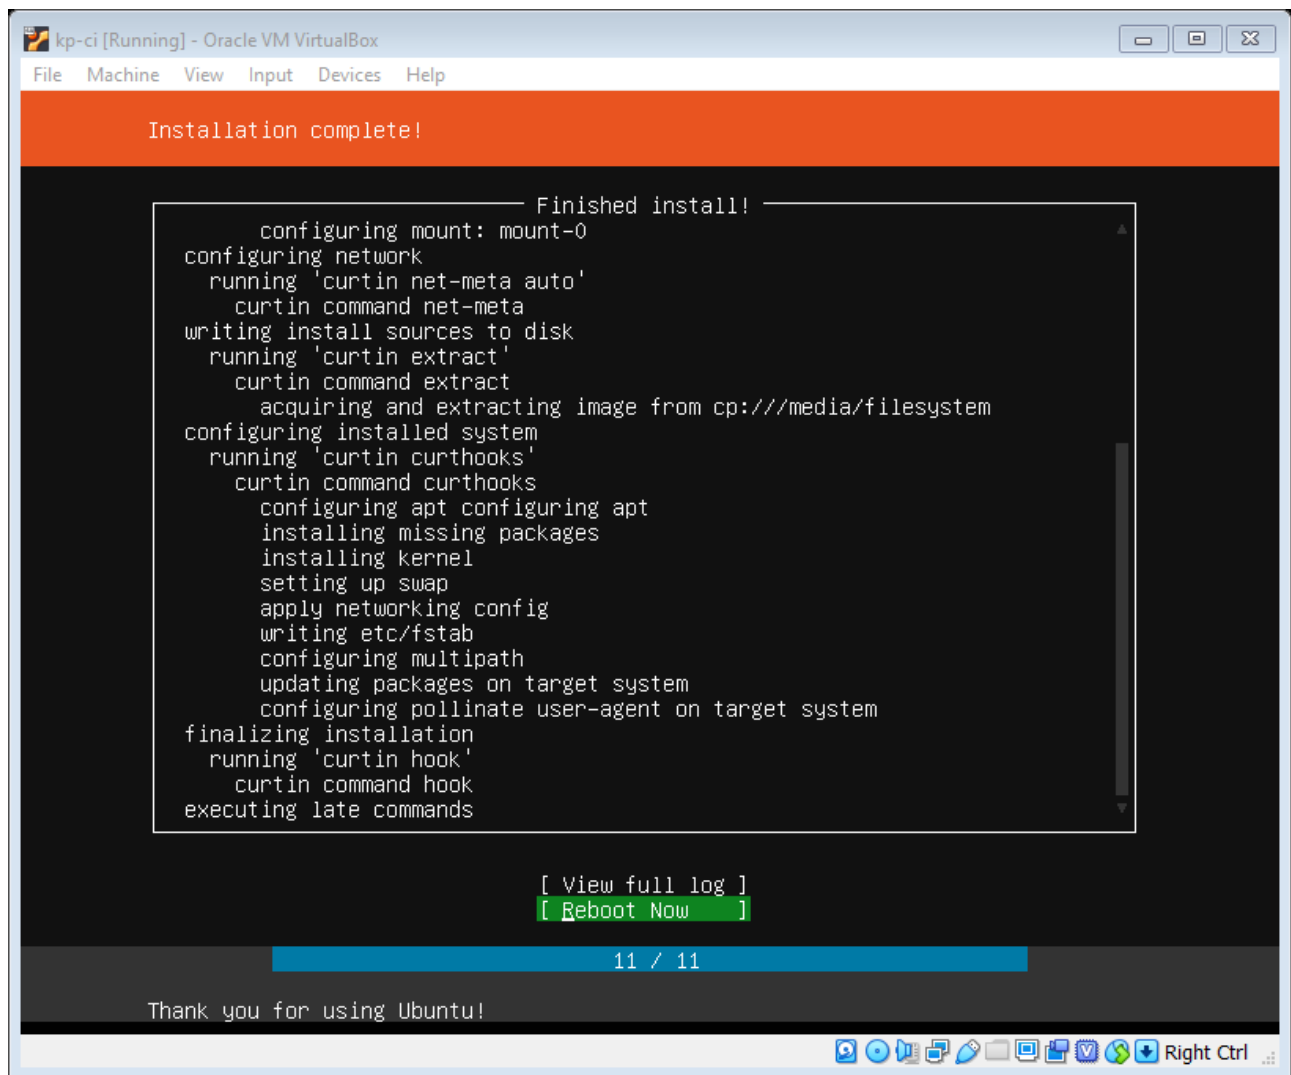 kp-ci [Running] - Oracle VM VirtualBox
File Machine View Input Devices Help
Installation complete!
Finished install!
configuring mount: mount-0
configuring network
running 'curtin net-meta auto'
curtin command net-meta
writing install sources to disk
running 'curtin extract'
curtin command extract
acquiring and extracting image from cp:///media/filesystem
configuring installed system
running 'curtin curthooks'
curtin command curthooks
configuring apt configuring apt
installing missing packages
installing kernel
setting up swap
apply networking config
writing etc/fstab
configuring multipath
updating packages on target system
configuring pollinate user-agent on target system
finalizing installation
running 'curtin hook'
curtin command hook
executing late commands
[ View full log ]
[ Reboot Now ]
11 / 11
Thank you for using Ubuntu!
Right Ctrl